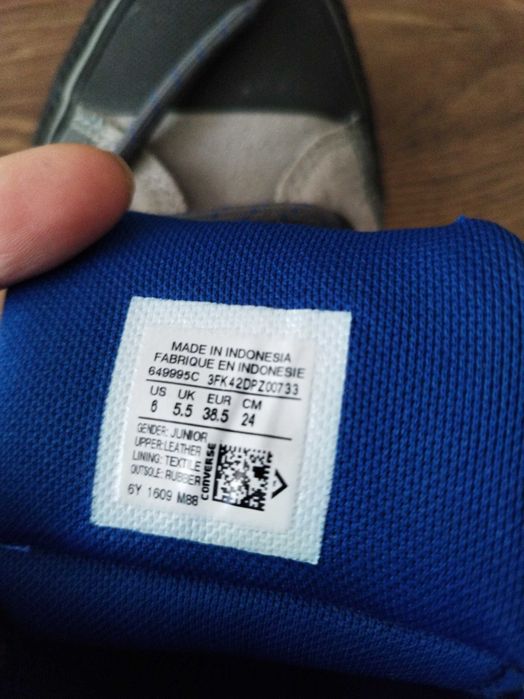 MADE IN INDONESIA
FABRIQUE EN INDONESIE
649995C 3FK42DPZ00733
US UK EUR CM
6 5.5 38.5 24
GENDER: JUNIOR
UPPER: LEATHER
LINING: TEXTILE
OUTSOLE: RUBBER
CONVERSE
6Y 1609 M88